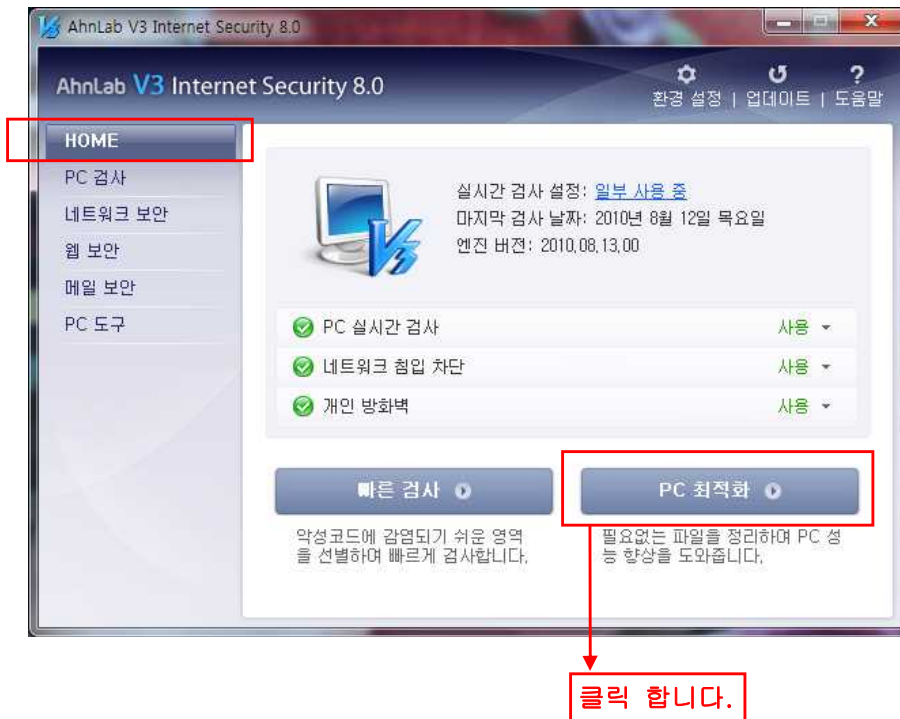 AhnLab V3 Internet Security 8.0
AhnLab V3 Internet Security 8.0
환경 설정 | 업데이트 | 도움말
HOME
PC 검사
네트워크 보안
웹 보안
메일 보안
PC 도구
실시간 검사 설정: 일부 사용 중
마지막 검사 날짜: 2010년 8월 12일 목요일
엔진 버전: 2010.08.13.00
PC 실시간 검사 사용
네트워크 침입 차단 사용
개인 방화벽 사용
빠른 검사
PC 최적화
악성코드에 감염되기 쉬운 영역
을 선별하여 빠르게 검사합니다.
필요없는 파일을 정리하여 PC 성
능 향상을 도와줍니다.
클릭 합니다.